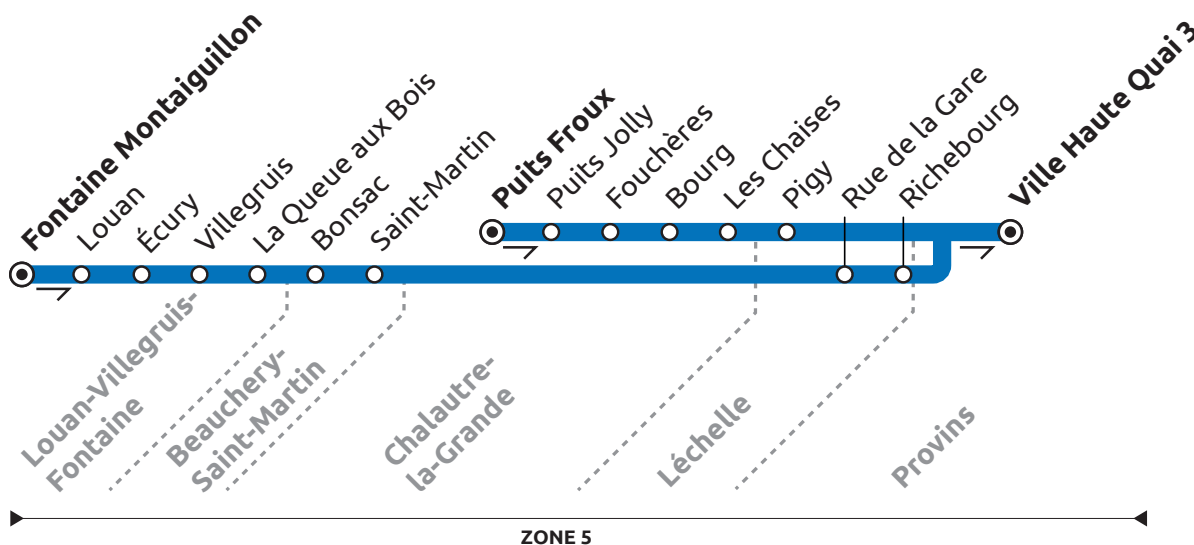 Fontaine Montaiguillon
Louan
Écury
Villegruis
La Queue aux Bois
Bonsac
Saint-Martin
Puits Froux
Puits Jolly
Fouchères
Bourg
Les Chaises
Pigy
Rue de la Gare
Richebourg
Ville Haute Quai 3
Louan-Villegruis-
Fontaine
Beauchery-
Saint-Martin
Chalautre-
la-Grande
Léchelle
Provins
ZONE 5